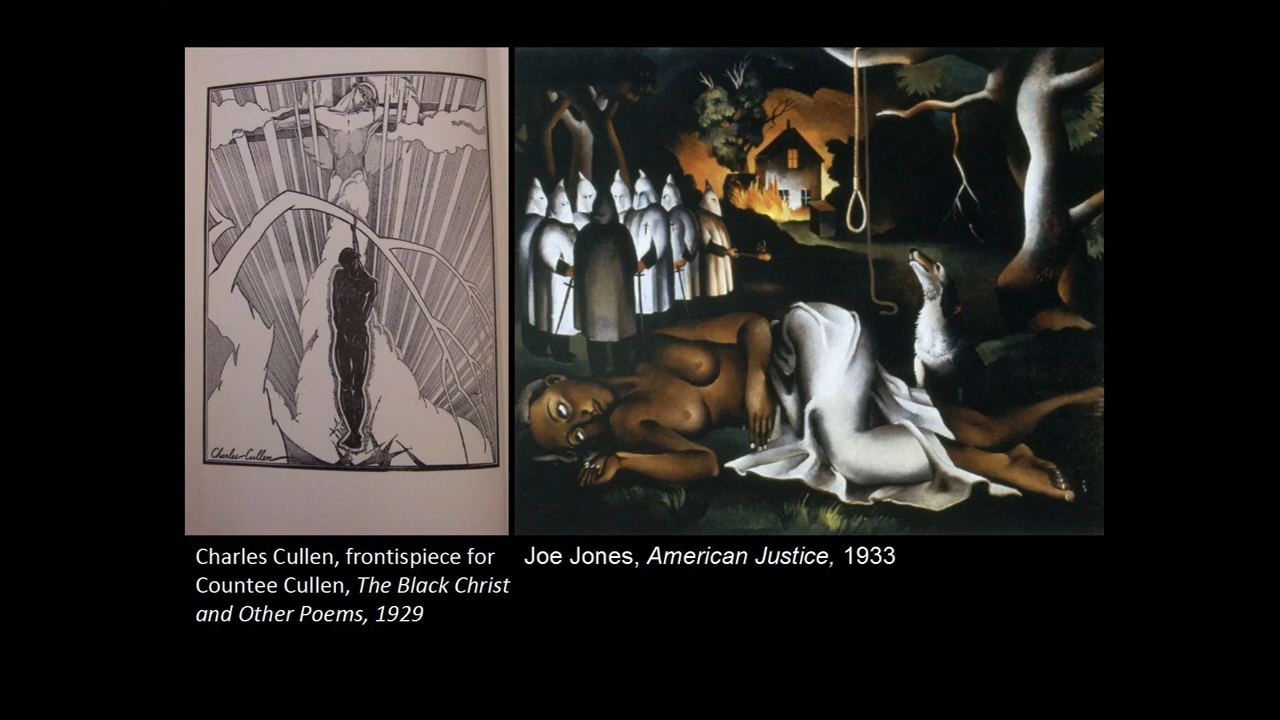 Charles Cullen
Charles Cullen, frontispiece for
Countee Cullen, The Black Christ
and Other Poems, 1929
Joe Jones, American Justice, 1933